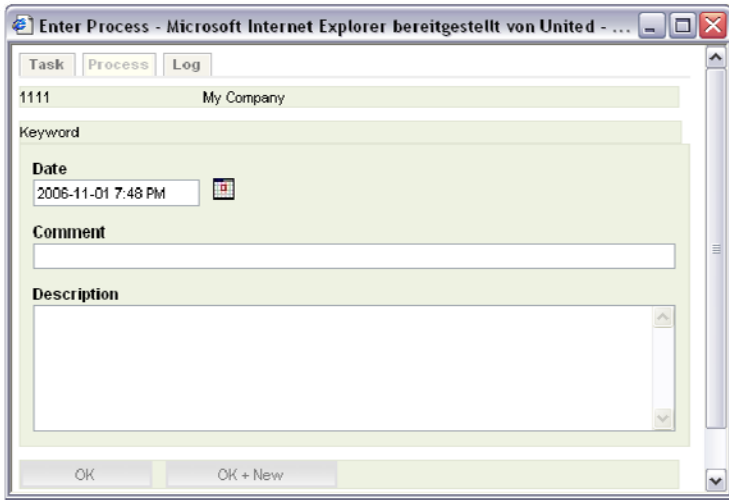 Enter Process - Microsoft Internet Explorer bereitgestellt von United - ...
Task Process Log
1111 My Company
Keyword
Date
2006-11-01 7:48 PM
Comment
Description
OK OK + New